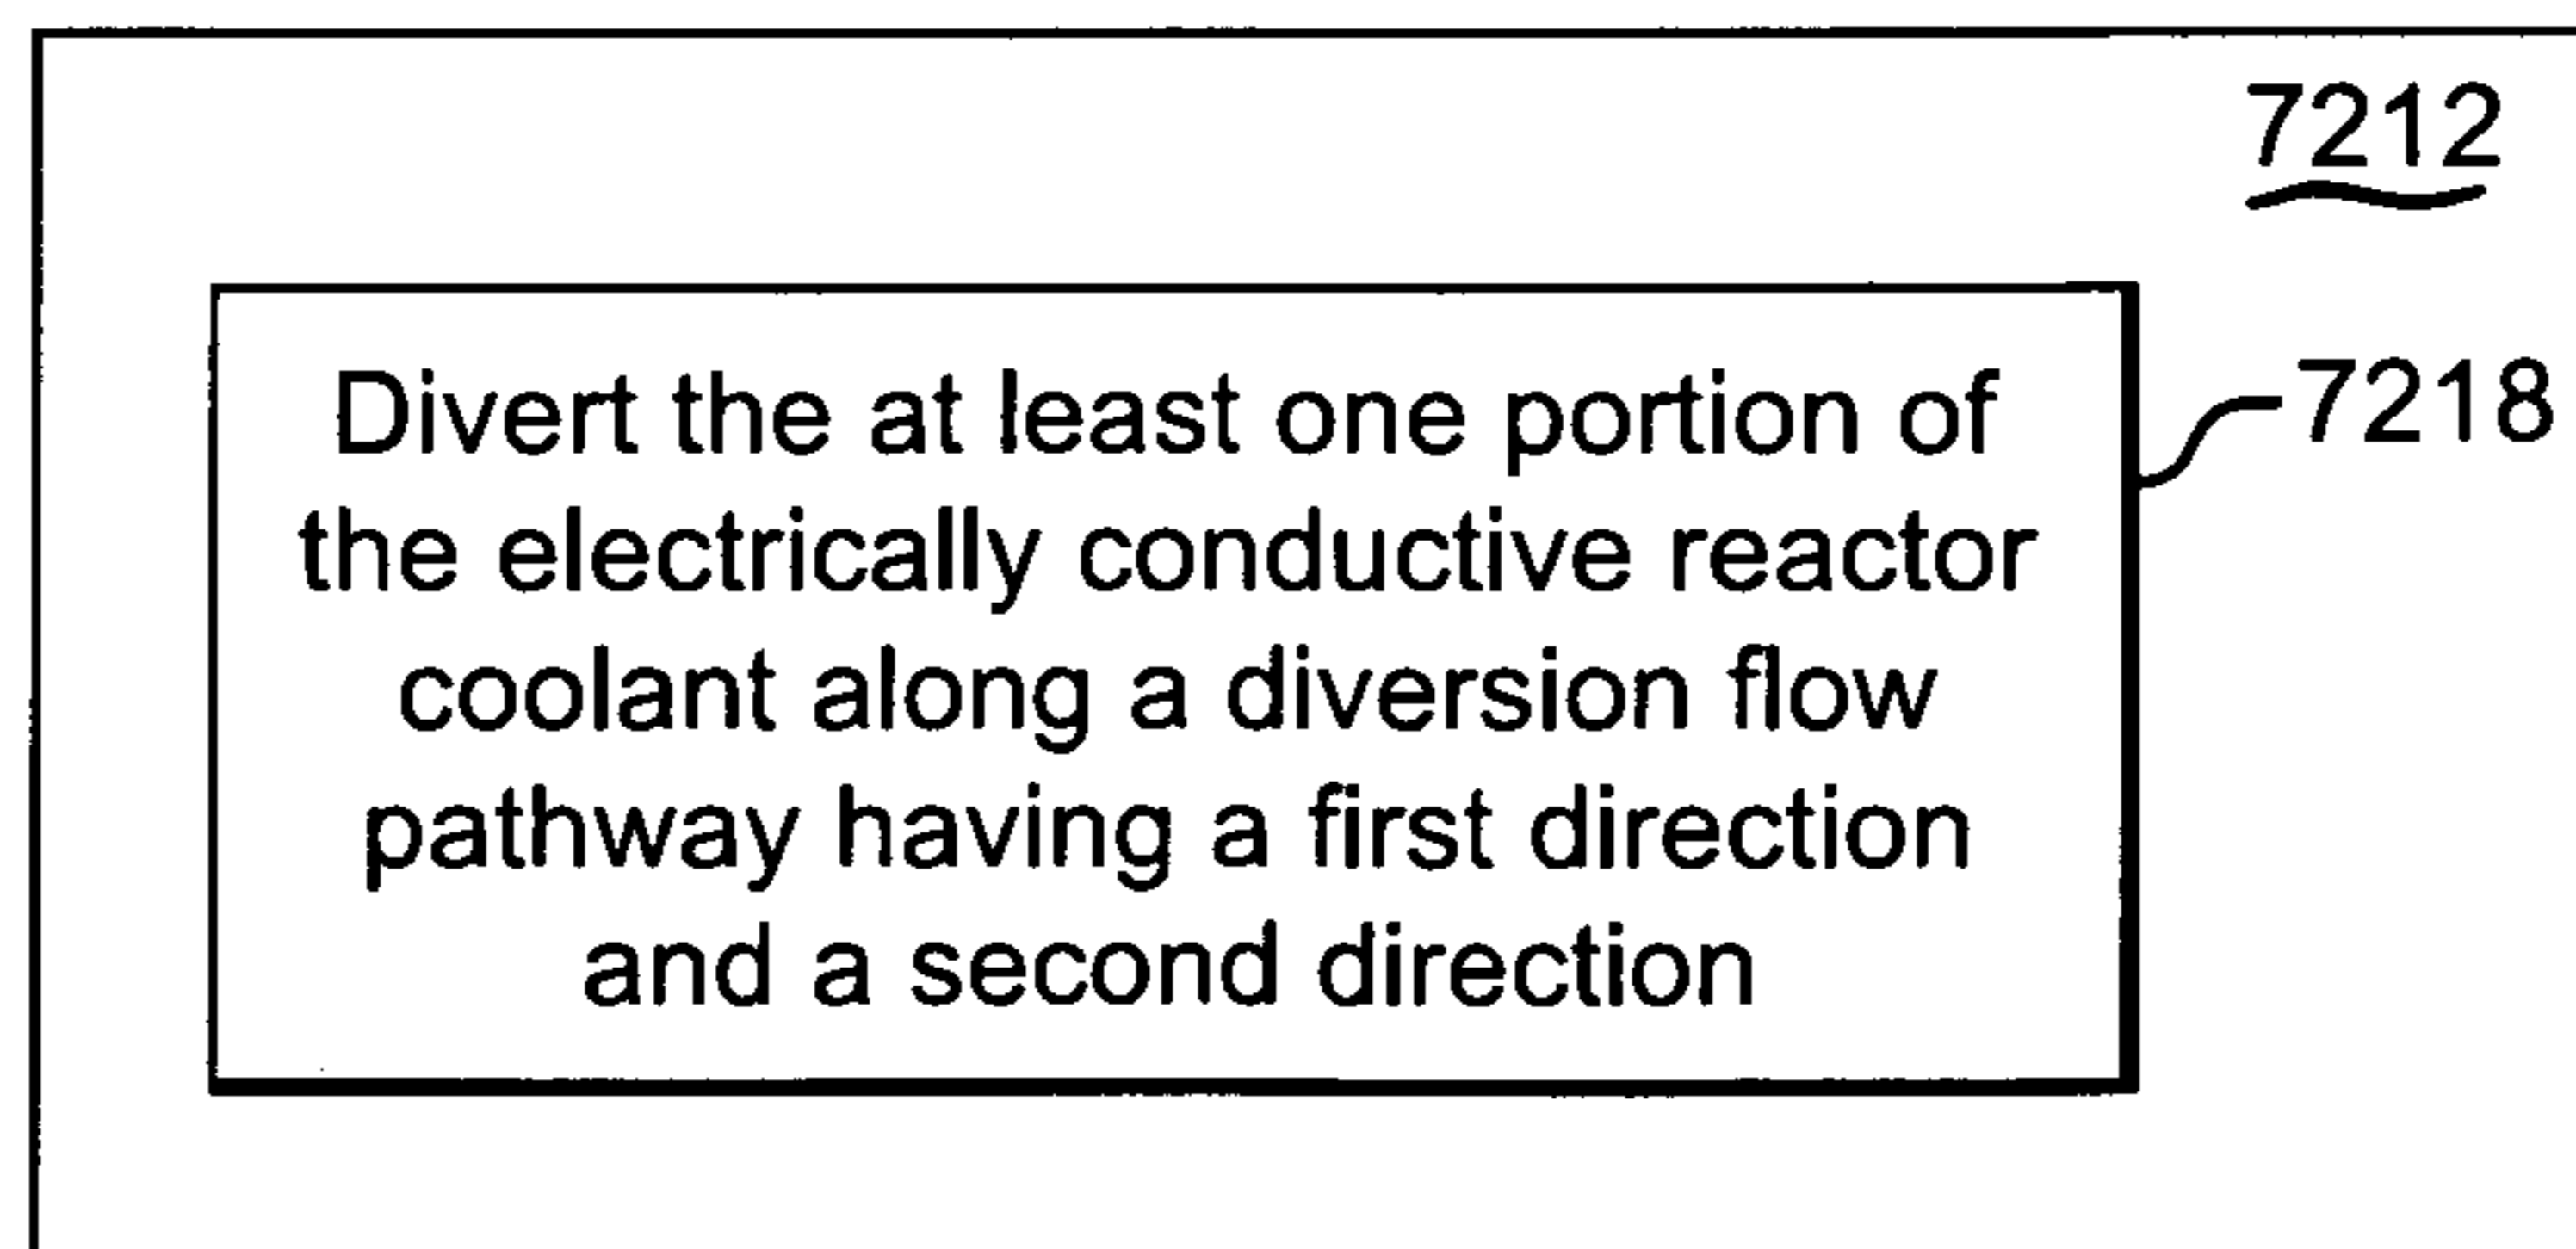 7212
Divert the at least one portion of
the electrically conductive reactor
coolant along a diversion flow
pathway having a first direction
and a second direction
7218